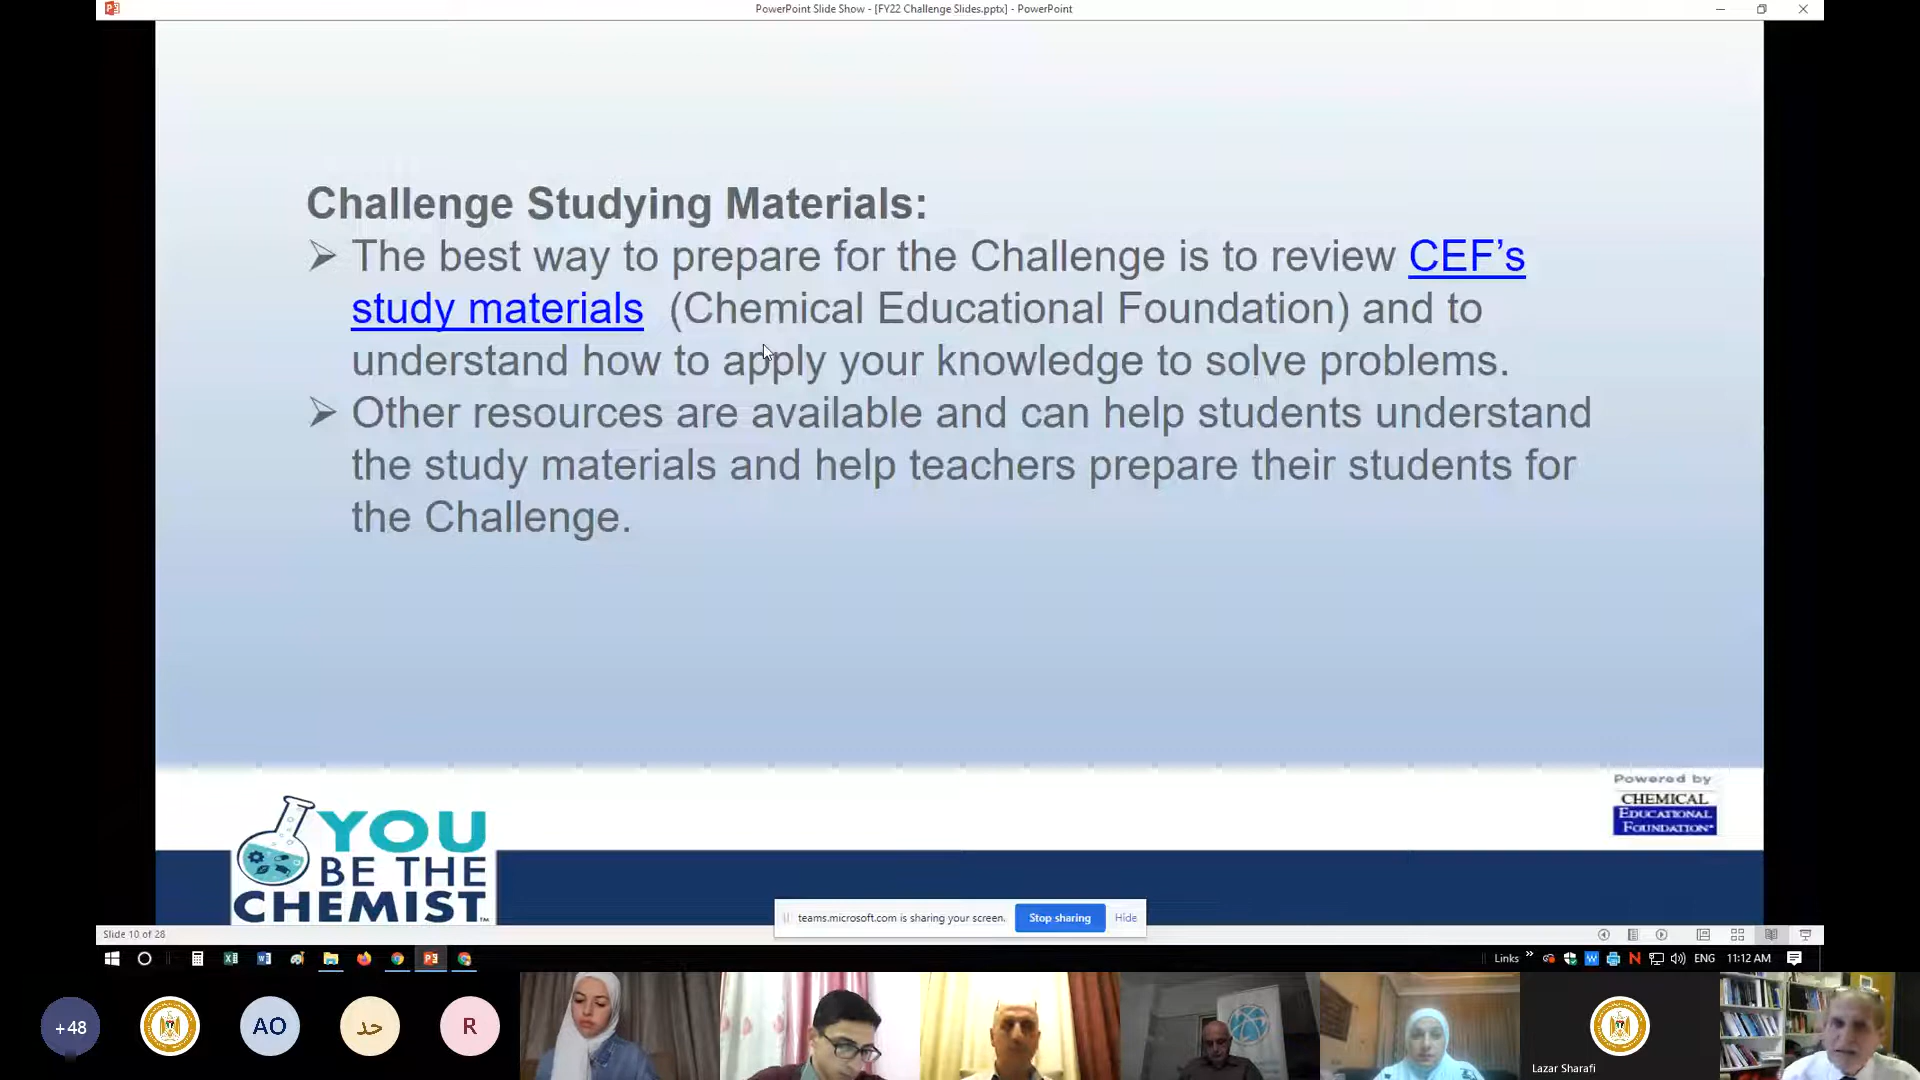 PowerPoint Slide Show - [FY22 Challenge Slides.pptx] - PowerPoint
Challenge Studying Materials:
➢ The best way to prepare for the Challenge is to review CEF’s
study materials (Chemical Educational Foundation) and to
understand how to apply your knowledge to solve problems.
➢ Other resources are available and can help students understand
the study materials and help teachers prepare their students for
the Challenge.
Powered by
CHEMICAL
EDUCATIONAL
FOUNDATION®
YOU
BE THE
CHEMIST™
teams.microsoft.com is sharing your screen.
Stop sharing
Hide
Slide 10 of 28
Links
ENG
11:12 AM
+48
AO
حد
R
Lazar Sharafi